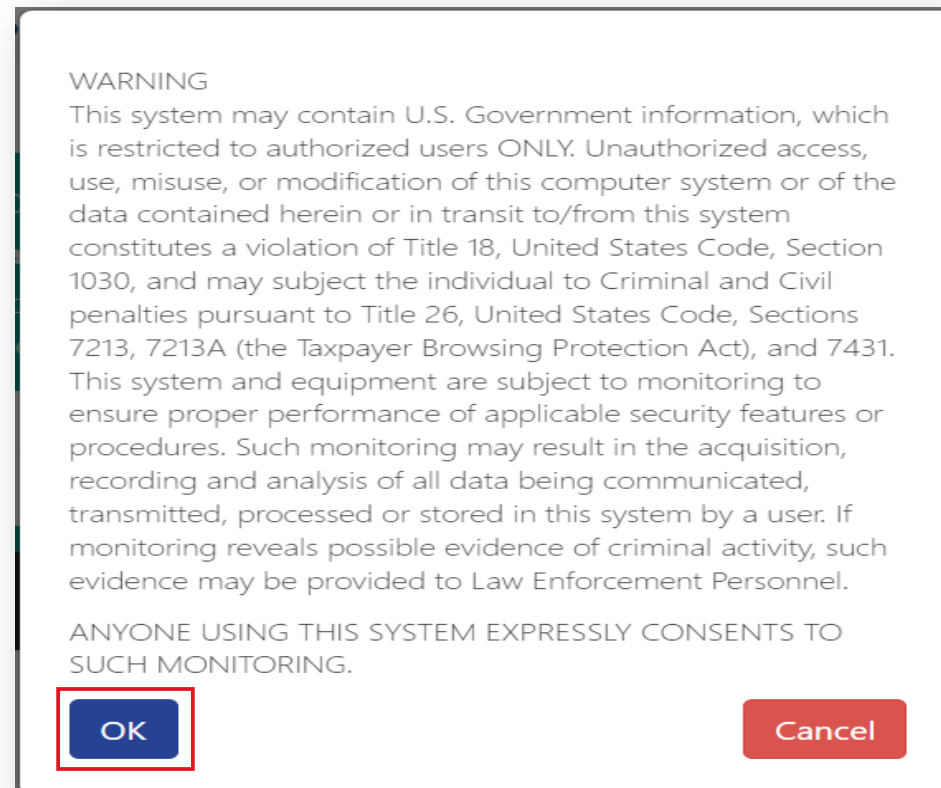 WARNING
This system may contain U.S. Government information, which
is restricted to authorized users ONLY. Unauthorized access,
use, misuse, or modification of this computer system or of the
data contained herein or in transit to/from this system
constitutes a violation of Title 18, United States Code, Section
1030, and may subject the individual to Criminal and Civil
penalties pursuant to Title 26, United States Code, Sections
7213, 7213A (the Taxpayer Browsing Protection Act), and 7431.
This system and equipment are subject to monitoring to
ensure proper performance of applicable security features or
procedures. Such monitoring may result in the acquisition,
recording and analysis of all data being communicated,
transmitted, processed or stored in this system by a user. If
monitoring reveals possible evidence of criminal activity, such
evidence may be provided to Law Enforcement Personnel.
ANYONE USING THIS SYSTEM EXPRESSLY CONSENTS TO
SUCH MONITORING.
OK
Cancel